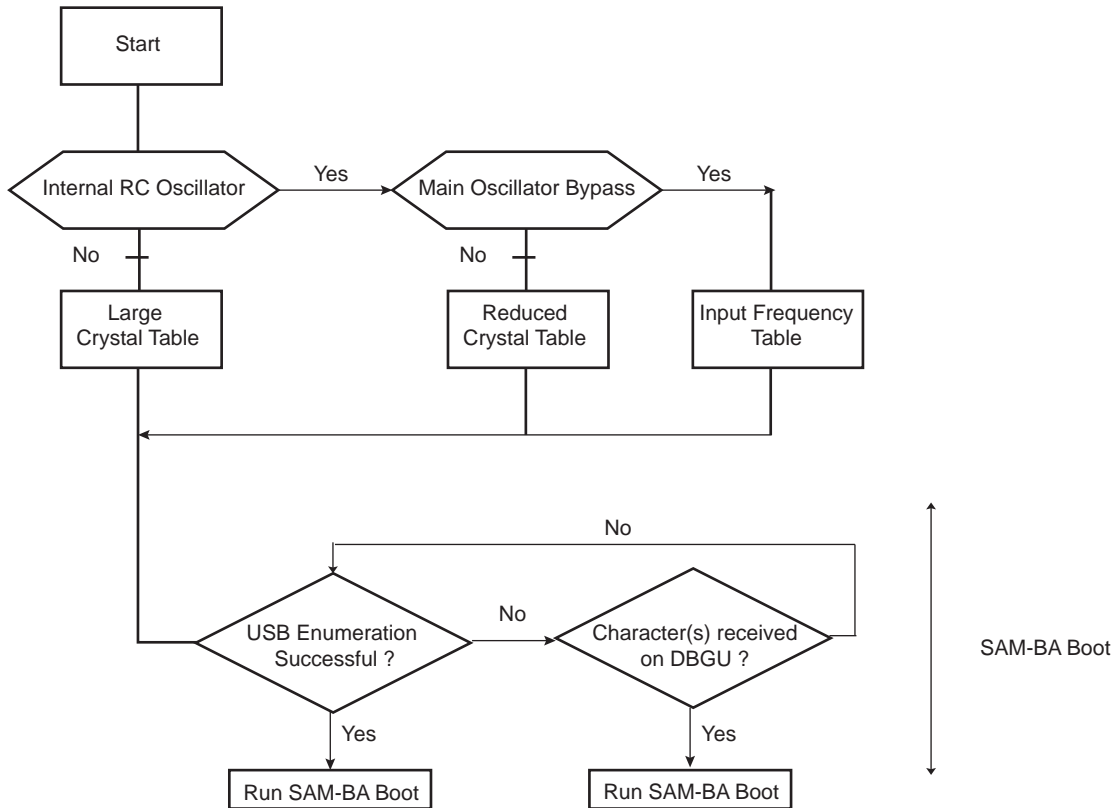 Start
Internal RC Oscillator
Yes
Main Oscillator Bypass
Yes
No
No
Large
Crystal Table
Reduced
Crystal Table
Input Frequency
Table
No
USB Enumeration
Successful ?
No
Character(s) received
on DBGU ?
SAM-BA Boot
Yes
Yes
Run SAM-BA Boot
Run SAM-BA Boot